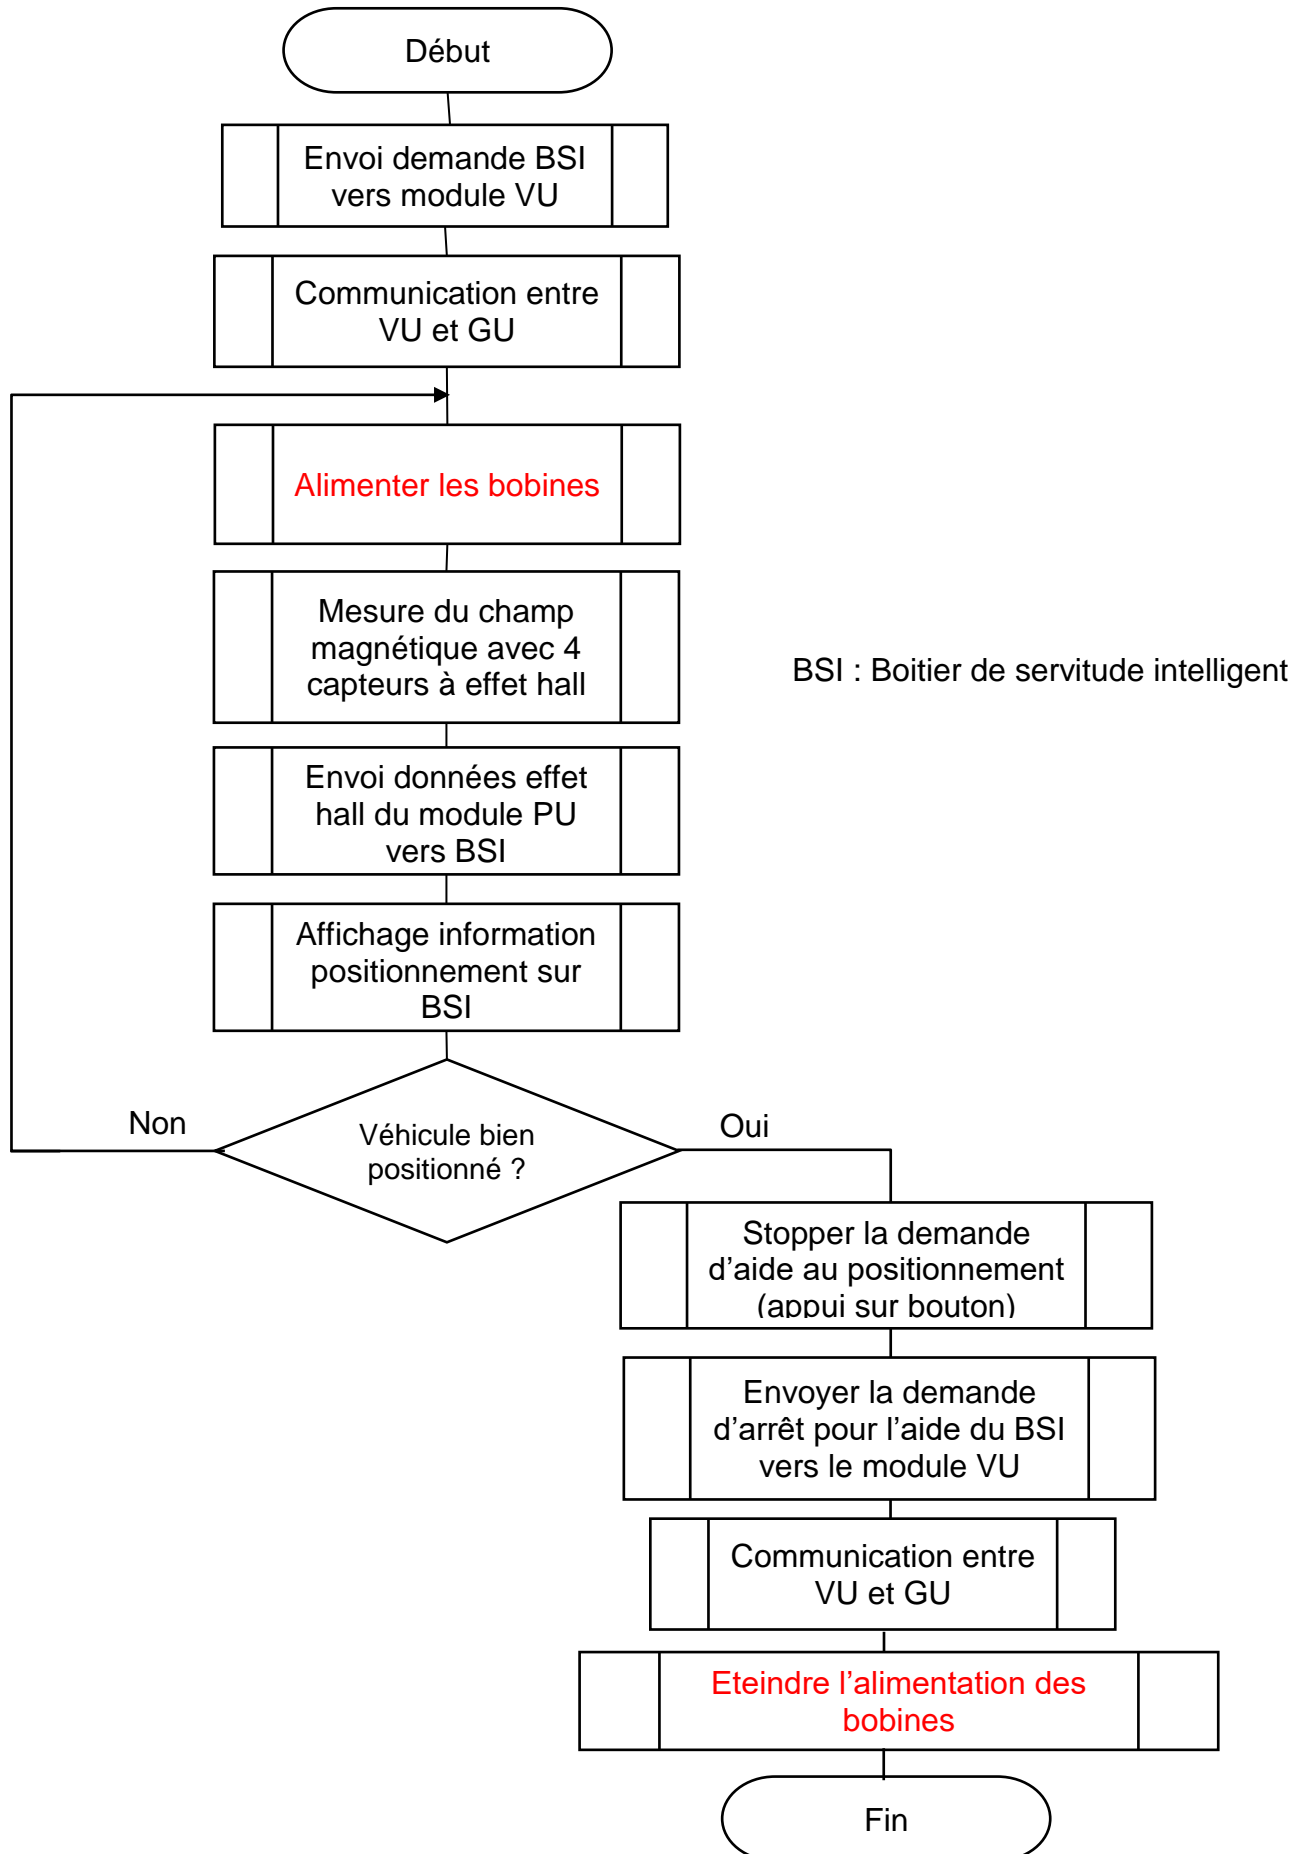 Début
Envoi demande BSI
vers module VU
Communication entre
VU et GU
Alimenter les bobines
Mesure du champ
magnétique avec 4
capteurs à effet hall
BSI : Boitier de servitude intelligent
Envoi données effet
hall du module PU
vers BSI
Affichage information
positionnement sur
BSI
Non
Véhicule bien
positionné ?
Oui
Stopper la demande
d’aide au positionnement
(appui sur bouton)
Envoyer la demande
d’arrêt pour l’aide du BSI
vers le module VU
Communication entre
VU et GU
Eteindre l’alimentation des
bobines
Fin